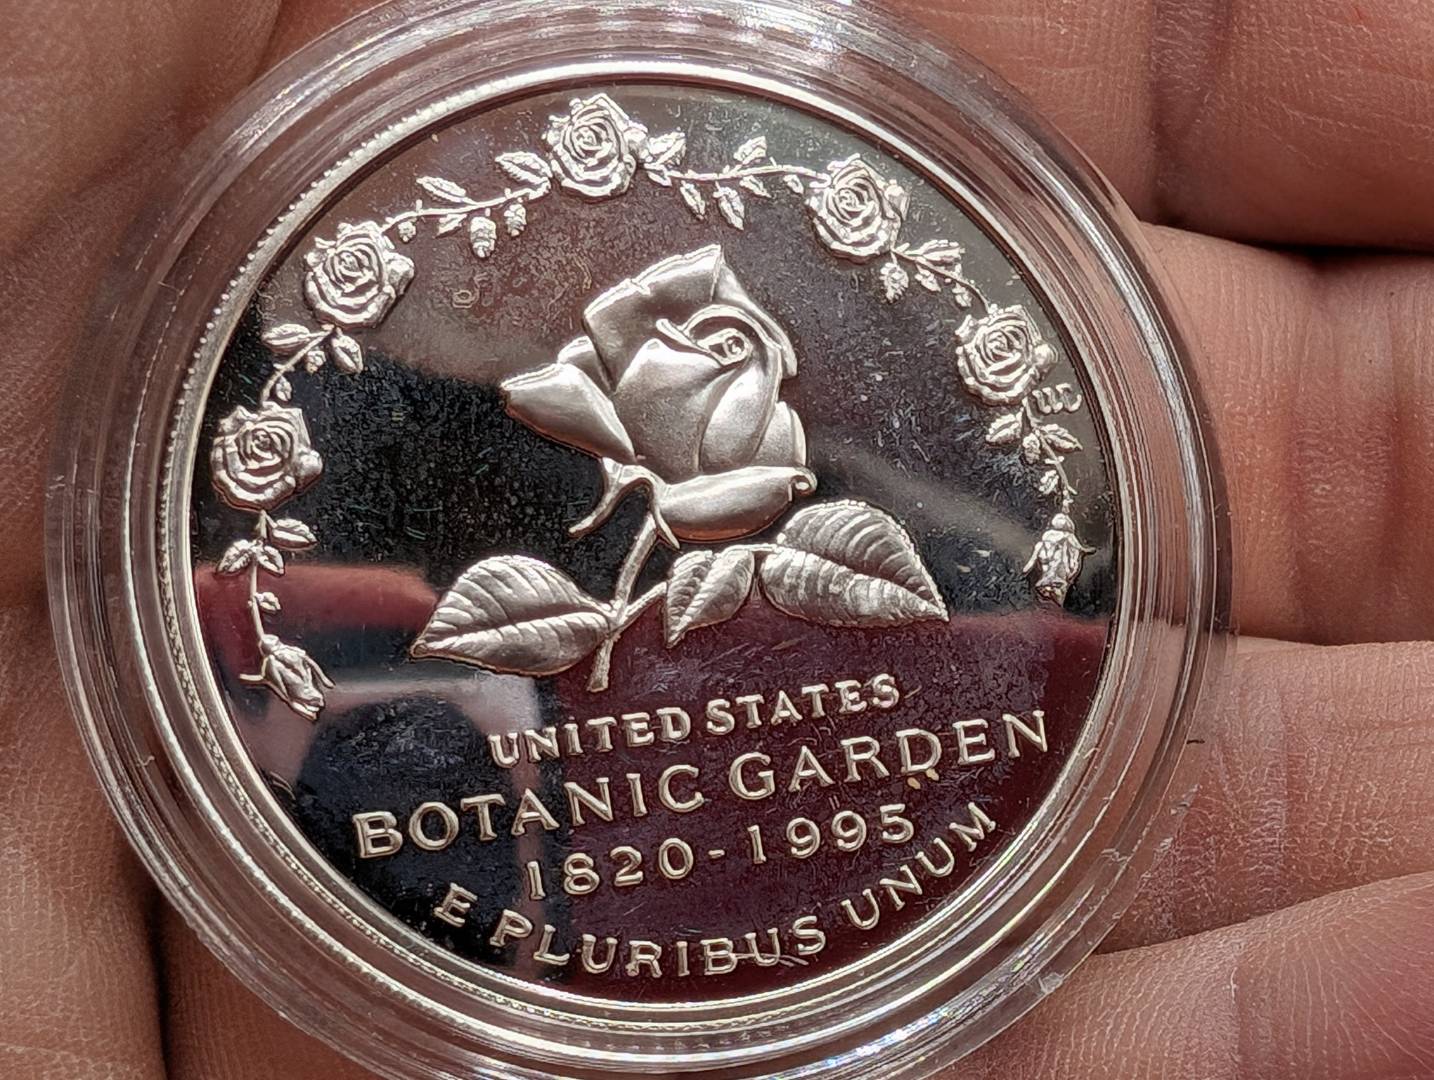 UNITED STATES
BOTANIC GARDEN
1820-1995
E PLURIBUS UNUM